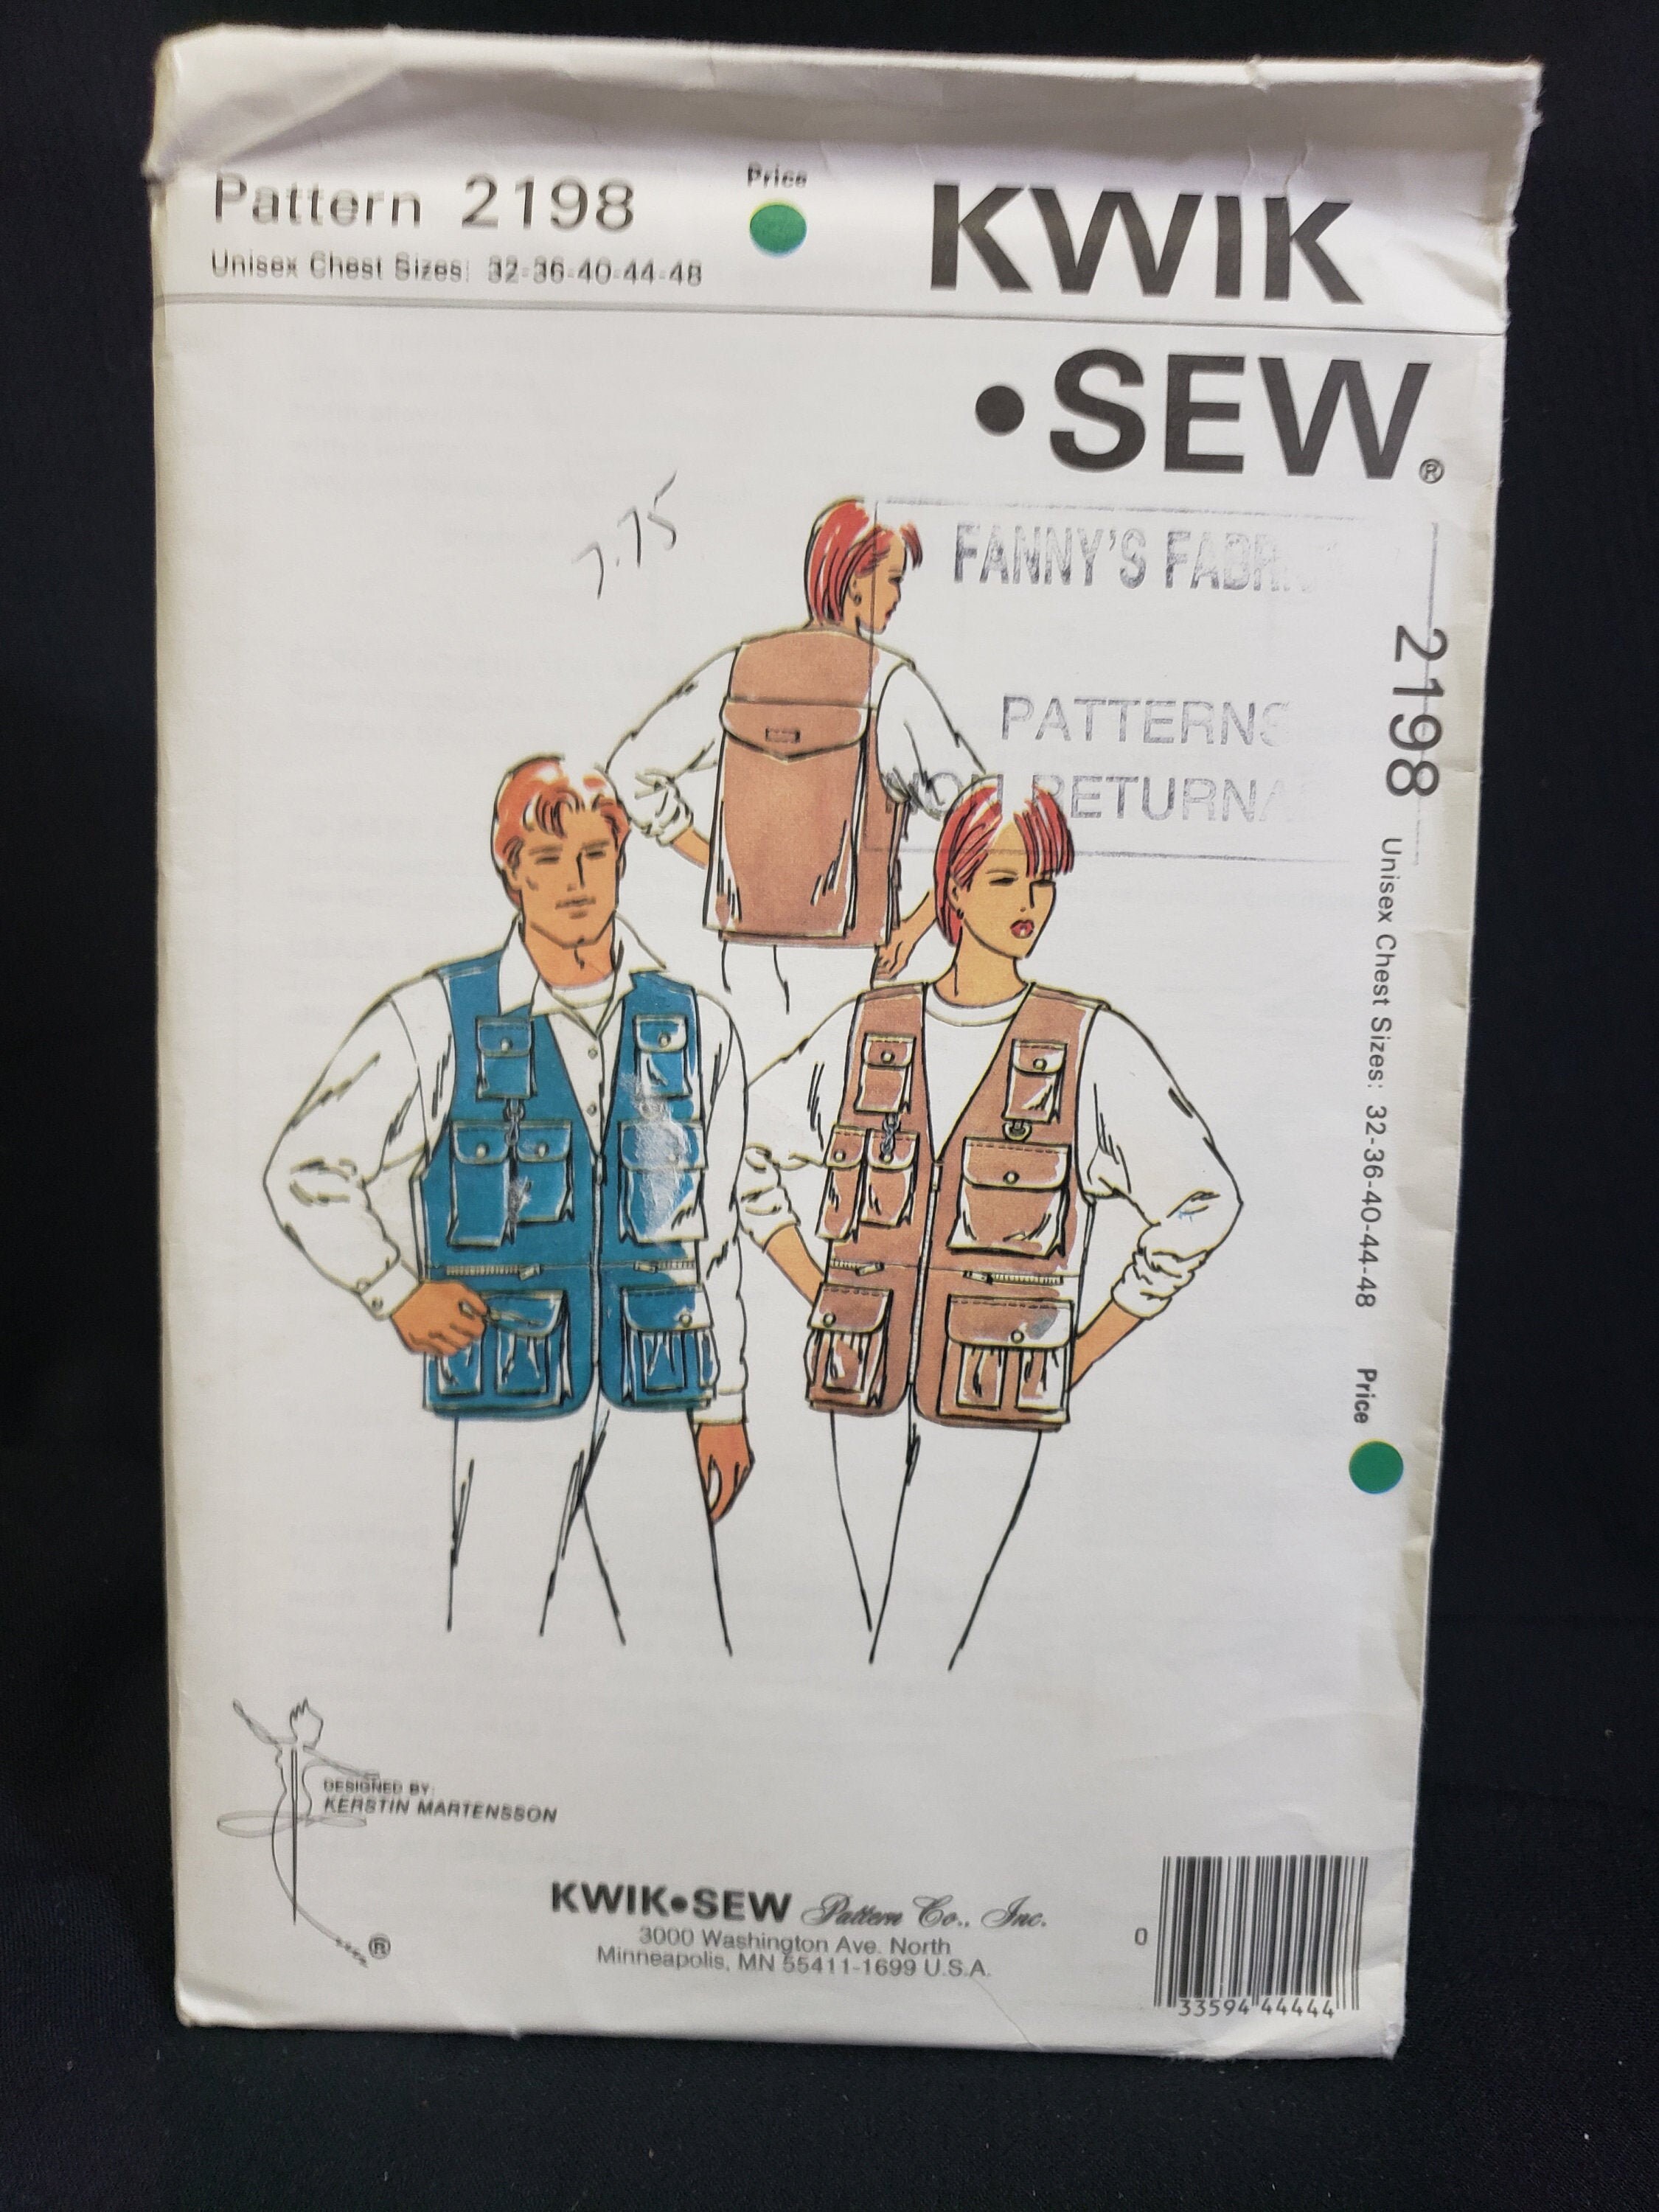 Pattern 2198
Unisex Chest Sizes: 32-36-40-44-48
Price
KWIK
•SEW®
7.75
FANNY'S
PATTERNS
NON RETURNA
2198 Unisex Chest Sizes: 32-36-40-44-48 Price
DESIGNED BY:
KERSTIN MARTENSSON
®
KWIK•SEW Pattern Co., Inc.
3000 Washington Ave. North
Minneapolis, MN 55411-1699 U.S.A.
0 33594 44444